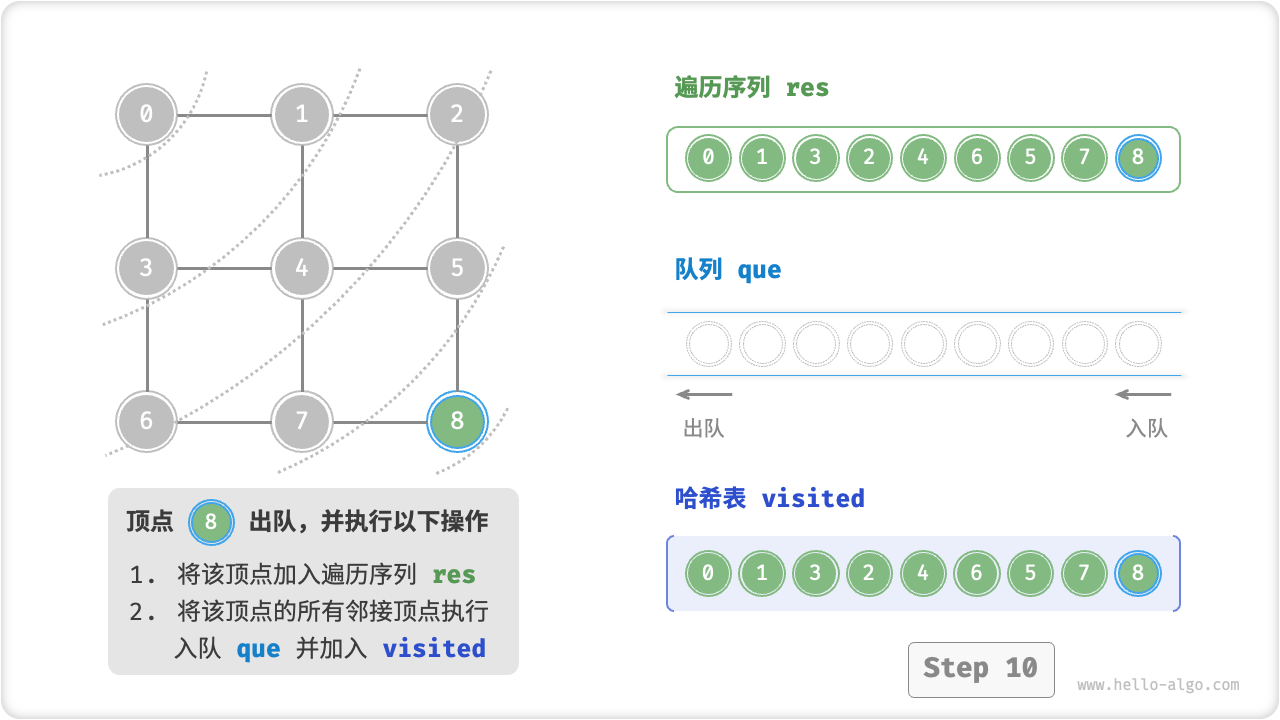 0 1 2
3 4 5
6 7 8
顶点 8 出队，并执行以下操作
1. 将该顶点加入遍历序列 res
2. 将该顶点的所有邻接顶点执行
入队 que 并加入 visited
遍历序列 res
0 1 3 2 4 6 5 7 8
队列 que
出队 入队
哈希表 visited
0 1 3 2 4 6 5 7 8
Step 10
www.hello-algo.com